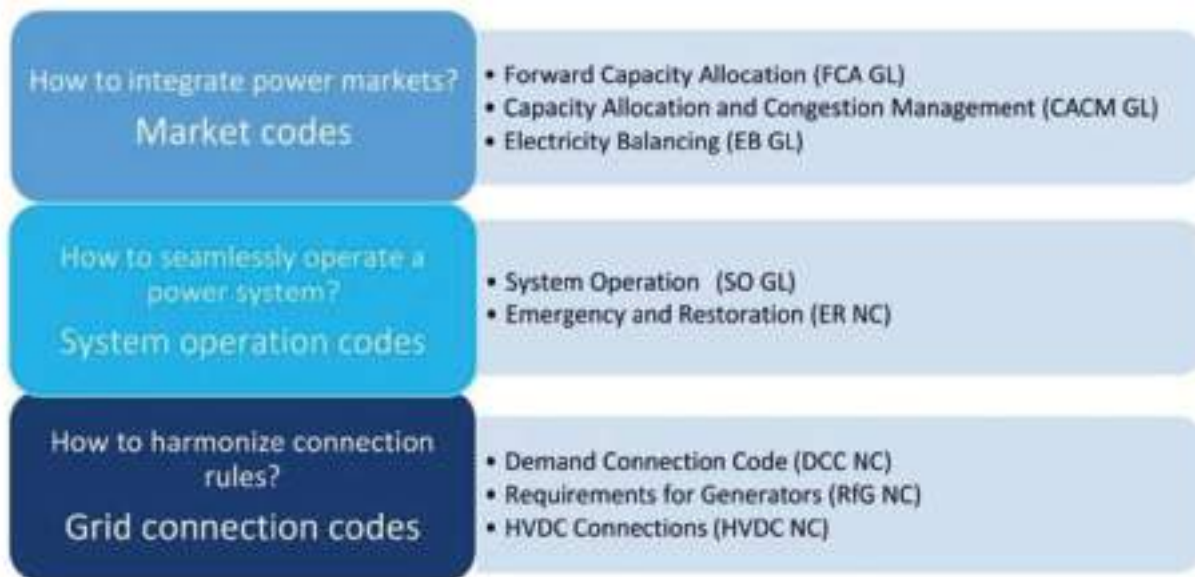 How to integrate power markets?
Market codes
• Forward Capacity Allocation (FCA GL)
• Capacity Allocation and Congestion Management (CACM GL)
• Electricity Balancing (EB GL)
How to seamlessly operate a
power system?
System operation codes
• System Operation (SO GL)
• Emergency and Restoration (ER NC)
How to harmonize connection
rules?
Grid connection codes
• Demand Connection Code (DCC NC)
• Requirements for Generators (RfG NC)
• HVDC Connections (HVDC NC)